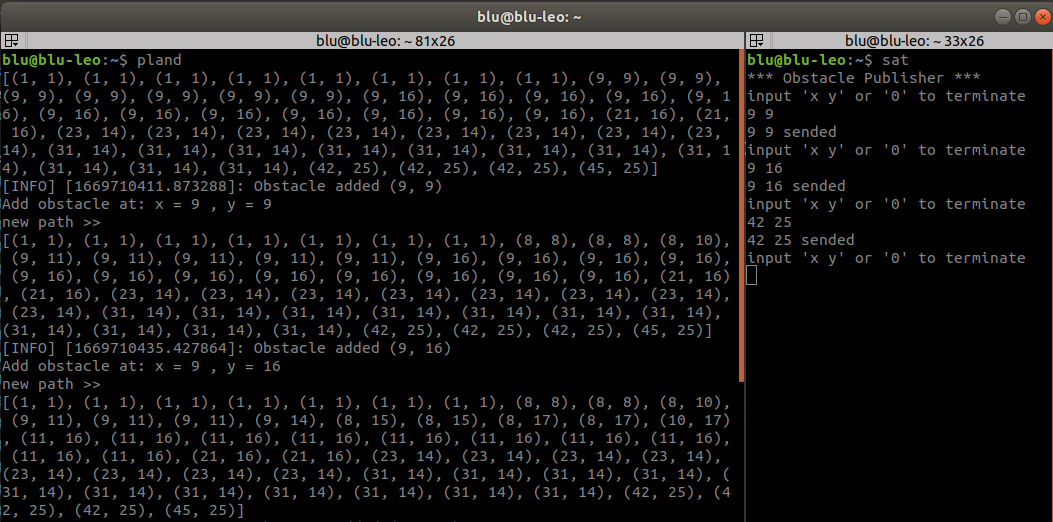 blu@blu-leo: ~
blu@blu-leo: ~ 81x26
blu@blu-leo:~$ pland
[(1, 1), (1, 1), (1, 1), (1, 1), (1, 1), (1, 1), (1, 1), (1, 1), (9, 9), (9, 9),
(9, 9), (9, 9), (9, 9), (9, 9), (9, 9), (9, 16), (9, 16), (9, 16), (9, 16), (9, 1
6), (9, 16), (9, 16), (9, 16), (9, 16), (9, 16), (9, 16), (9, 16), (21, 16), (21,
 16), (23, 14), (23, 14), (23, 14), (23, 14), (23, 14), (23, 14), (23, 14), (23, 
14), (31, 14), (31, 14), (31, 14), (31, 14), (31, 14), (31, 14), (31, 14), (31, 1
4), (31, 14), (31, 14), (31, 14), (42, 25), (42, 25), (45, 25)]
[INFO] [1669710411.873288]: Obstacle added (9, 9)
Add obstacle at: x = 9 , y = 9
new path >>
[(1, 1), (1, 1), (1, 1), (1, 1), (1, 1), (1, 1), (1, 1), (8, 8), (8, 8), (8, 10),
 (9, 11), (9, 11), (9, 11), (9, 11), (9, 11), (9, 16), (9, 16), (9, 16), (9, 16),
 (9, 16), (9, 16), (9, 16), (9, 16), (9, 16), (9, 16), (9, 16), (9, 16), (21, 16)
, (21, 16), (23, 14), (23, 14), (23, 14), (23, 14), (23, 14), (23, 14), (23, 14),
 (23, 14), (31, 14), (31, 14), (31, 14), (31, 14), (31, 14), (31, 14), (31, 14), 
(31, 14), (31, 14), (31, 14), (31, 14), (42, 25), (42, 25), (45, 25)]
[INFO] [1669710435.427864]: Obstacle added (9, 16)
Add obstacle at: x = 9 , y = 16
new path >>
[(1, 1), (1, 1), (1, 1), (1, 1), (1, 1), (1, 1), (1, 1), (8, 8), (8, 8), (8, 10),
 (9, 11), (9, 11), (9, 11), (9, 14), (8, 15), (8, 15), (8, 17), (8, 17), (10, 17)
, (11, 16), (11, 16), (11, 16), (11, 16), (11, 16), (11, 16), (11, 16), (11, 16),
 (11, 16), (11, 16), (21, 16), (21, 16), (23, 14), (23, 14), (23, 14), (23, 14), 
(23, 14), (23, 14), (23, 14), (23, 14), (31, 14), (31, 14), (31, 14), (31, 14), (
31, 14), (31, 14), (31, 14), (31, 14), (31, 14), (31, 14), (31, 14), (42, 25), (4
2, 25), (42, 25), (45, 25)]
blu@blu-leo: ~ 33x26
blu@blu-leo:~$ sat
*** Obstacle Publisher ***
input 'x y' or '0' to terminate
9 9
9 9 sended
input 'x y' or '0' to terminate
9 16
9 16 sended
input 'x y' or '0' to terminate
42 25
42 25 sended
input 'x y' or '0' to terminate